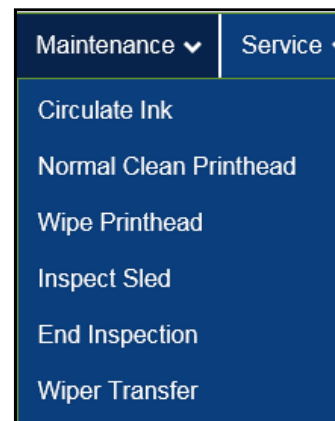 Maintenance Service
Circulate Ink
Normal Clean Printhead
Wipe Printhead
Inspect Sled
End Inspection
Wiper Transfer